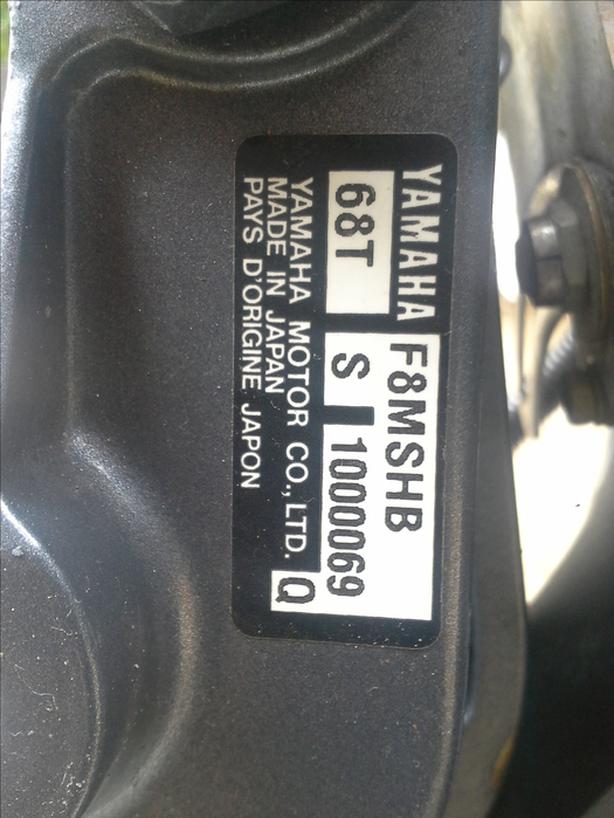 YAMAHA F8MSHB
68T S 1000069
YAMAHA MOTOR CO., LTD. Q
MADE IN JAPAN
PAYS D'ORIGINE JAPON